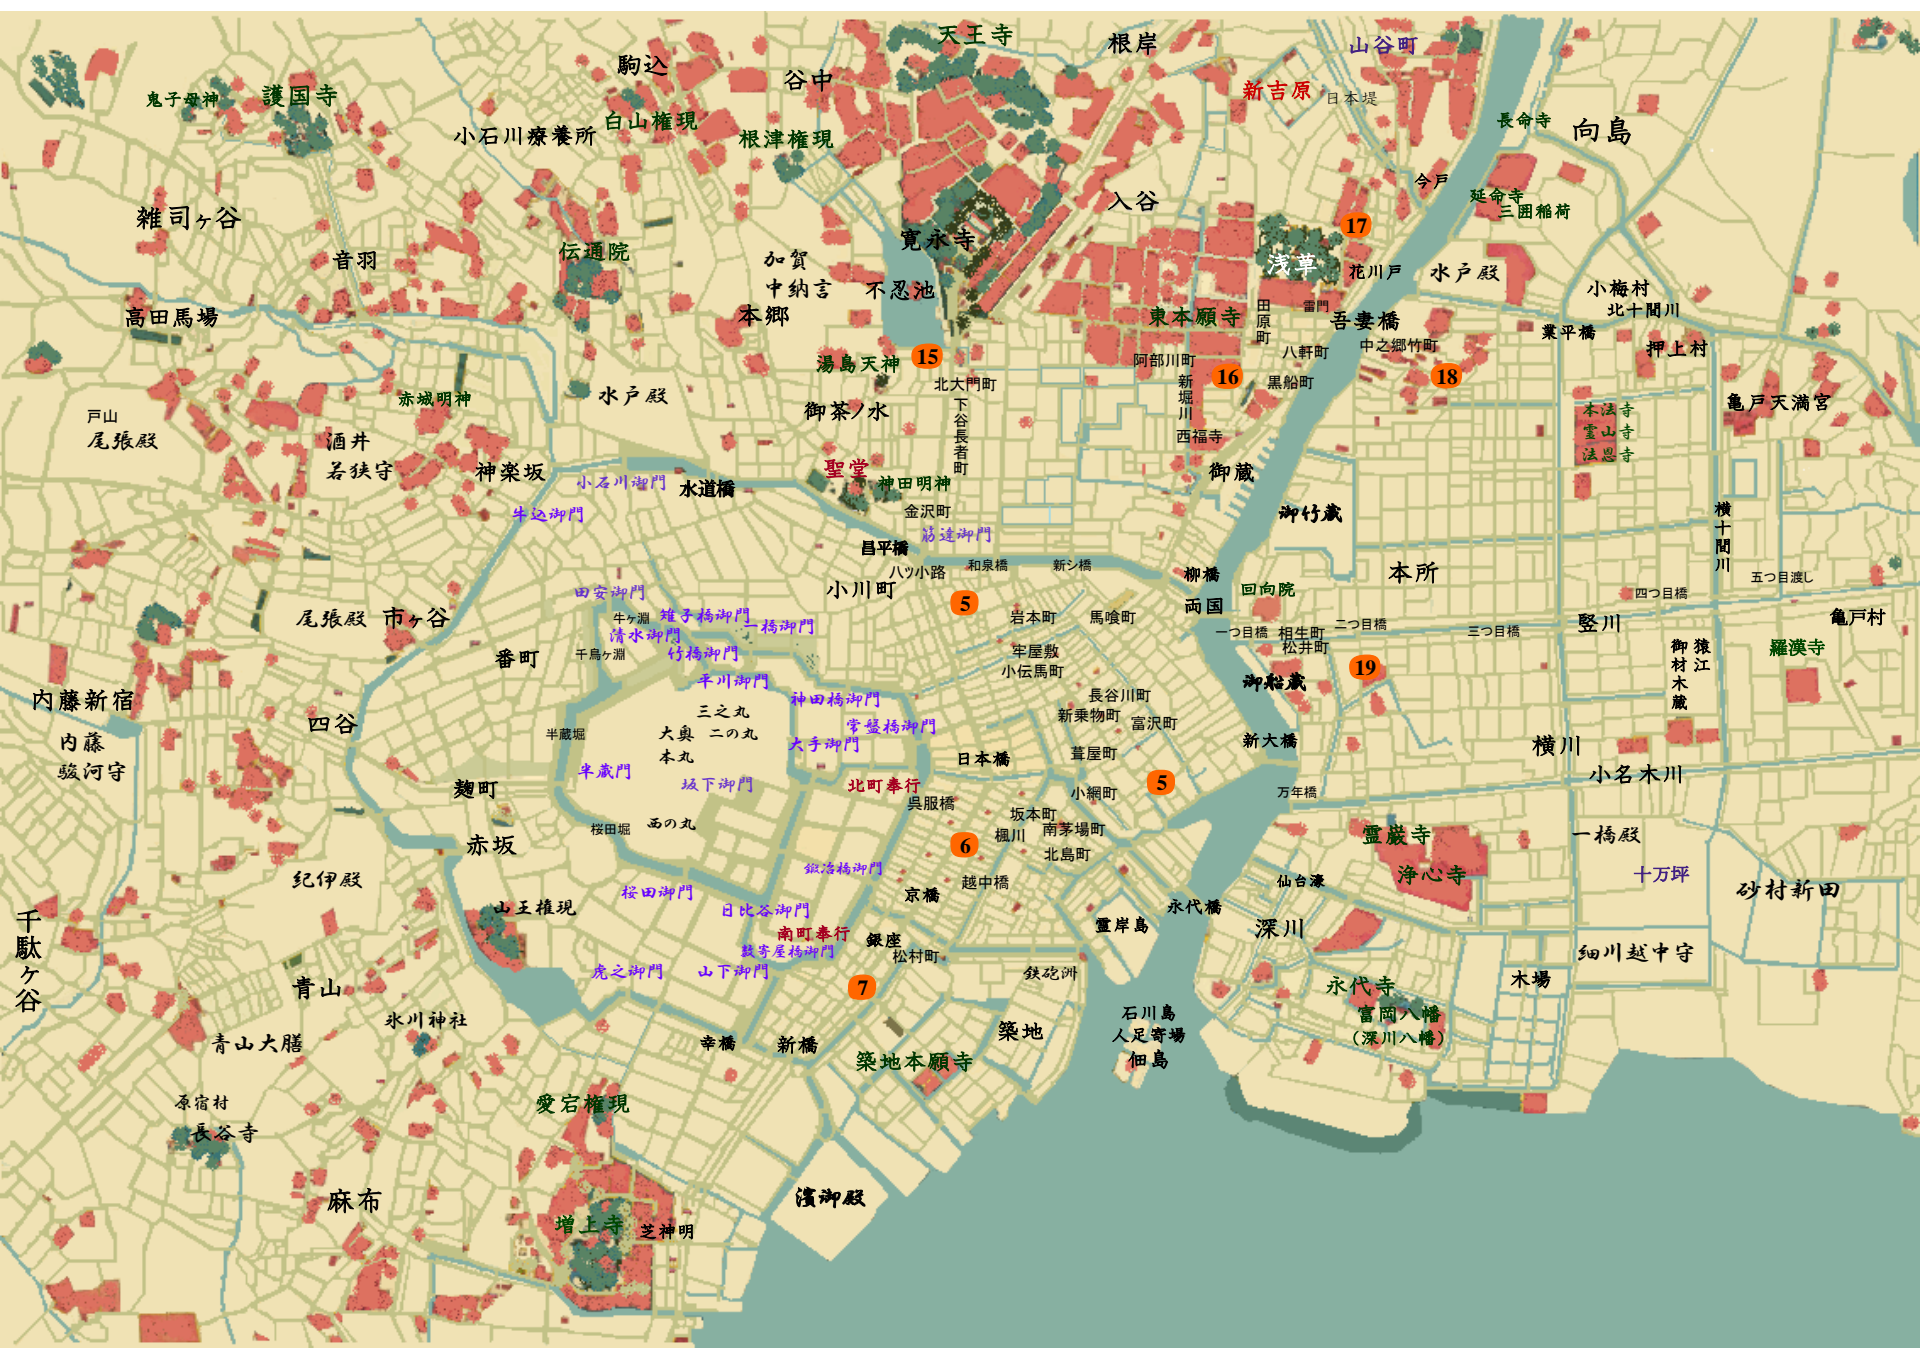 天王寺
根岸
山谷町
駒込
谷中
新吉原
日本堤
鬼子母神
護国寺
小石川療養所
白山権現
根津権現
長命寺
向島
今戸
延命寺
三囲稲荷
雑司ヶ谷
入谷
17
音羽
伝通院
加賀
中納言
寛永寺
浅草
花川戸
水戸殿
不忍池
小梅村
北十間川
高田馬場
本郷
東本願寺
田原町
雷門
吾妻橋
業平橋
押上村
湯島天神
15
阿部川町
八軒町
中之郷竹町
16
18
戸山
尾張殿
赤城明神
水戸殿
北大門町
新堀川
黒船町
御茶ノ水
下谷長者町
西福寺
本法寺
霊山寺
法恩寺
亀戸天満宮
酒井
若狭守
神楽坂
小石川御門
水道橋
聖堂
神田明神
御蔵
牛込御門
金沢町
筋違御門
御竹蔵
横十間川
昌平橋
八ツ小路
和泉橋
新シ橋
柳橋
本所
五つ目渡し
田安御門
小川町
5
両国
回向院
四つ目橋
尾張殿
市ヶ谷
牛ヶ淵
雉子橋御門
一橋御門
岩本町
馬喰町
一つ目橋
相生町
二つ目橋
三つ目橋
竪川
亀戸村
清水御門
松井町
番町
千鳥ヶ淵
竹橋御門
牢屋敷
小伝馬町
19
猿江
御材木蔵
羅漢寺
内藤新宿
平川御門
神田橋御門
長谷川町
御船蔵
四谷
三之丸
常盤橋御門
新乗物町
富沢町
内藤
駿河守
半蔵堀
大奥
二の丸
本丸
大手御門
日本橋
葺屋町
新大橋
横川
半蔵門
坂下御門
北町奉行
5
小名木川
麹町
呉服橋
小網町
万年橋
桜田堀
西の丸
坂本町
楓川
南茅場町
霊巌寺
一橋殿
赤坂
6
北島町
鍛冶橋御門
越中橋
浄心寺
十万坪
紀伊殿
桜田御門
京橋
仙台濠
砂村新田
山王権現
日比谷御門
永代橋
千駄ヶ谷
南町奉行
銀座
霊岸島
深川
数寄屋橋御門
松村町
細川越中守
虎之御門
山下御門
鉄砲洲
木場
青山
7
永代寺
氷川神社
石川島
人足寄場
佃島
富岡八幡
(深川八幡)
青山大膳
幸橋
新橋
築地
築地本願寺
原宿村
長谷寺
愛宕権現
麻布
濱御殿
増上寺
芝神明